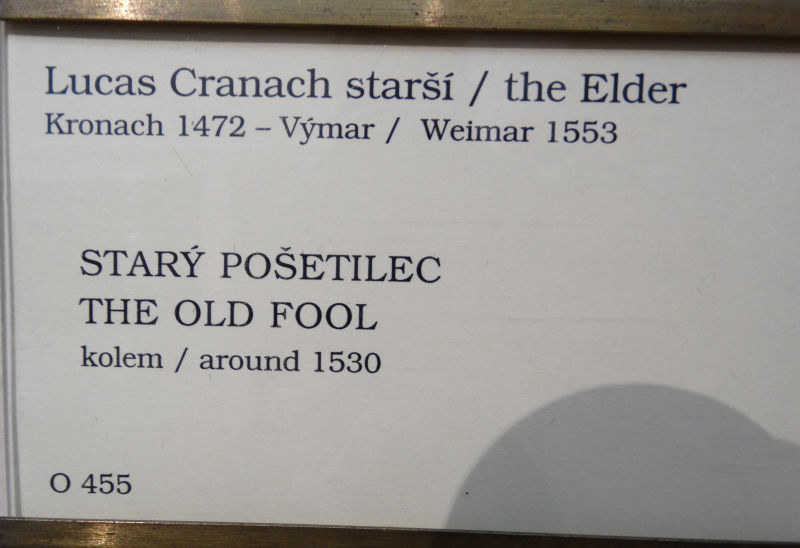 Lucas Cranach starší / the Elder
Kronach 1472 – Výmar / Weimar 1553
STARÝ POŠETILEC
THE OLD FOOL
kolem / around 1530
O 455